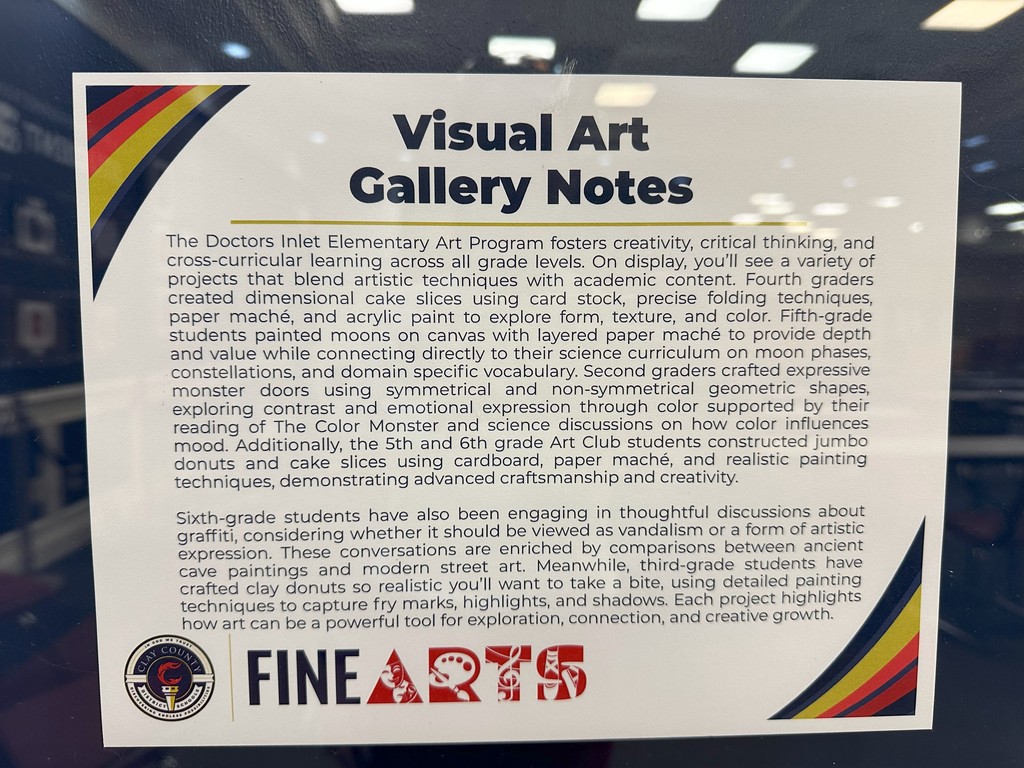 Visual Art
Gallery Notes
The Doctors Inlet Elementary Art Program fosters creativity, critical thinking, and
cross-curricular learning across all grade levels. On display, you'll see a variety of
projects that blend artistic techniques with academic content. Fourth graders
created dimensional cake slices using card stock, precise folding techniques,
paper maché, and acrylic paint to explore form, texture, and color. Fifth-grade
students painted moons on canvas with layered paper maché to provide depth
and value while connecting directly to their science curriculum on moon phases,
constellations, and domain specific vocabulary. Second graders crafted expressive
monster doors using symmetrical and non-symmetrical geometric shapes,
exploring contrast and emotional expression through color supported by their
reading of The Color Monster and science discussions on how color influences
mood. Additionally, the 5th and 6th grade Art Club students constructed jumbo
donuts and cake slices using cardboard, paper maché, and realistic painting
techniques, demonstrating advanced craftsmanship and creativity.
Sixth-grade students have also been engaging in thoughtful discussions about
graffiti, considering whether it should be viewed as vandalism or a form of artistic
expression. These conversations are enriched by comparisons between ancient
cave paintings and modern street art. Meanwhile, third-grade students have
crafted clay donuts so realistic you'll want to take a bite, using detailed painting
techniques to capture fry marks, highlights, and shadows. Each project highlights
how art can be a powerful tool for exploration, connection, and creative growth.
IN GOD WE TRUST
CLAY COUNTY
DISTRICT SCHOOLS
FINE ARTS